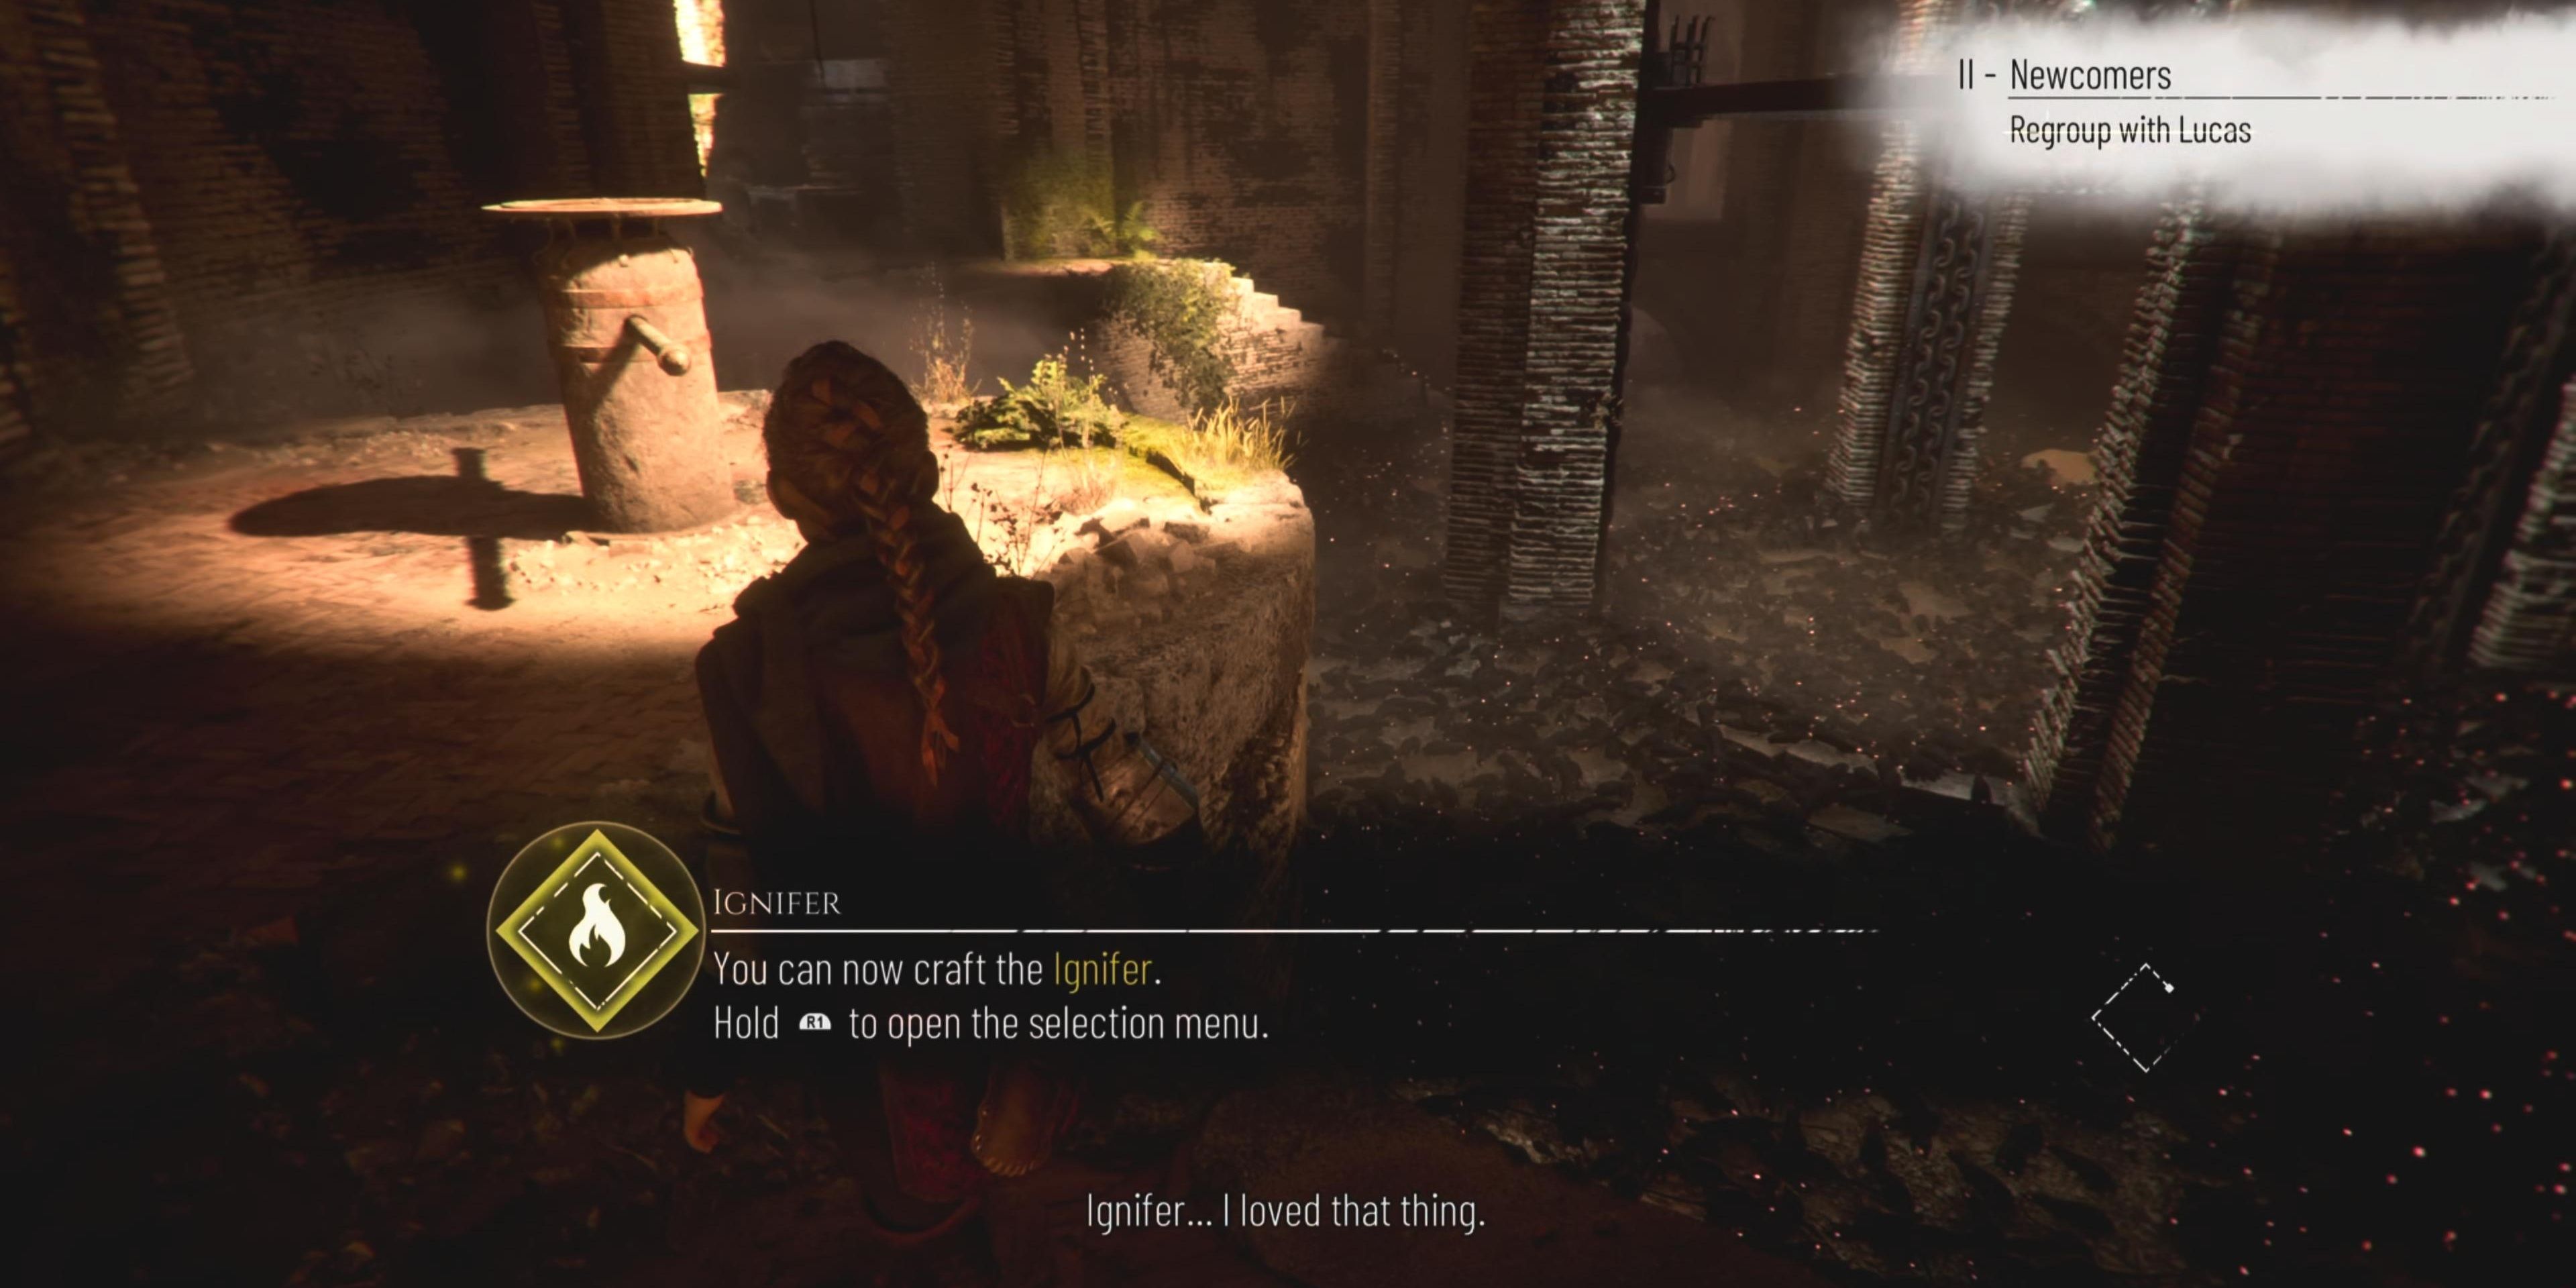 II - Newcomers
Regroup with Lucas
IGNIFER
You can now craft the Ignifer.
Hold R1 to open the selection menu.
Ignifer... I loved that thing.